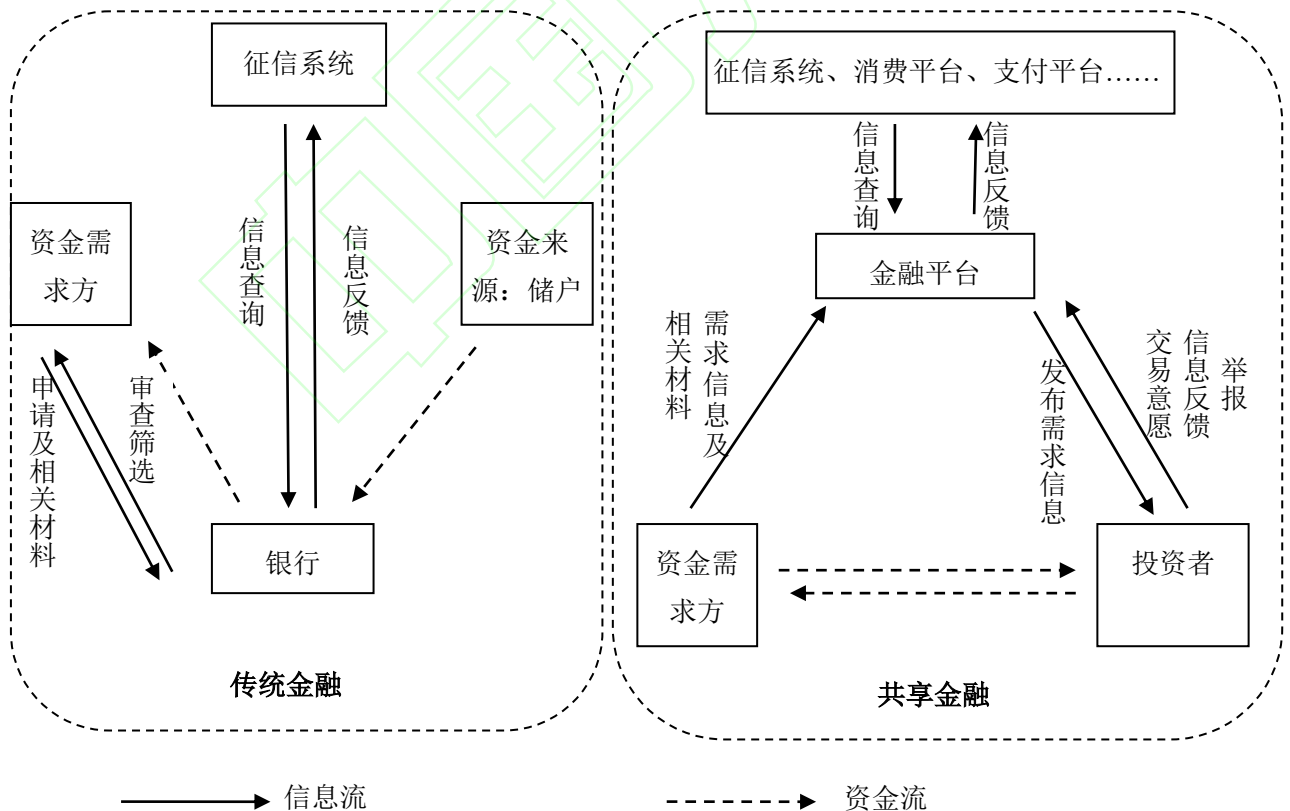 征信系统
资金需
求方
信息查询
信息反馈
资金来
源：储户
申请及相关材料
审查筛选
银行
传统金融
征信系统、消费平台、支付平台……
信息查询
信息反馈
金融平台
相关材料
需求信息及
发布需求信息
交易意愿
信息反馈
举报
资金需
求方
投资者
共享金融
信息流
资金流